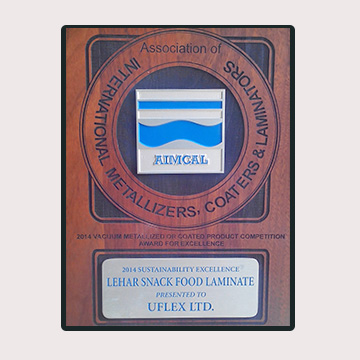 Association of
INTERNATIONAL METALLIZERS, COATERS & LAMINATORS
AIMCAL
2014 VACUUM METALLIZED OR COATED PRODUCT COMPETITION
AWARD FOR EXCELLENCE
2014 SUSTAINABILITY EXCELLENCE
LEHAR SNACK FOOD LAMINATE
PRESENTED TO
UFLEX LTD.